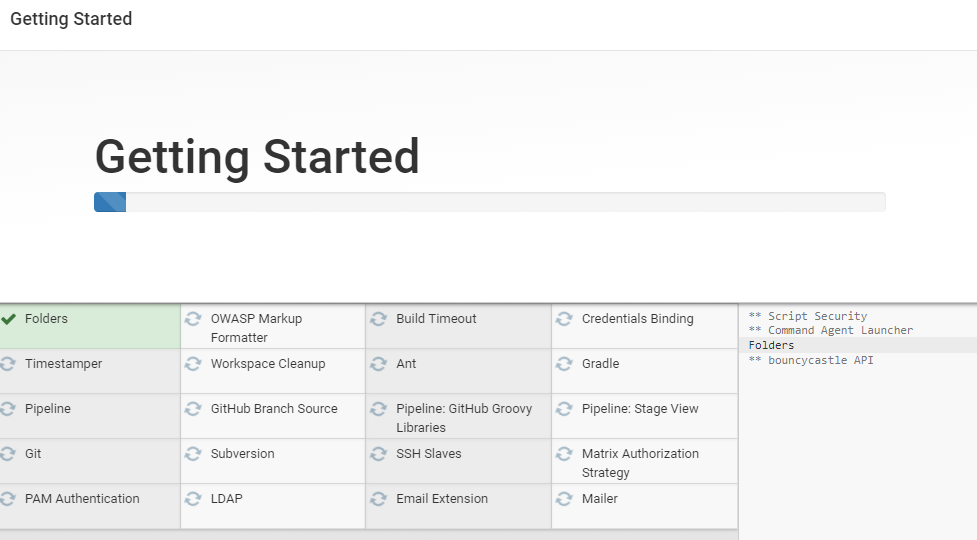 Getting Started
Getting Started
Folders
OWASP Markup
Formatter
Build Timeout
Credentials Binding
Timestamper
Workspace Cleanup
Ant
Gradle
Pipeline
GitHub Branch Source
Pipeline: GitHub Groovy
Libraries
Pipeline: Stage View
Git
Subversion
SSH Slaves
Matrix Authorization
Strategy
PAM Authentication
LDAP
Email Extension
Mailer
** Script Security
** Command Agent Launcher
Folders
** bouncycastle API